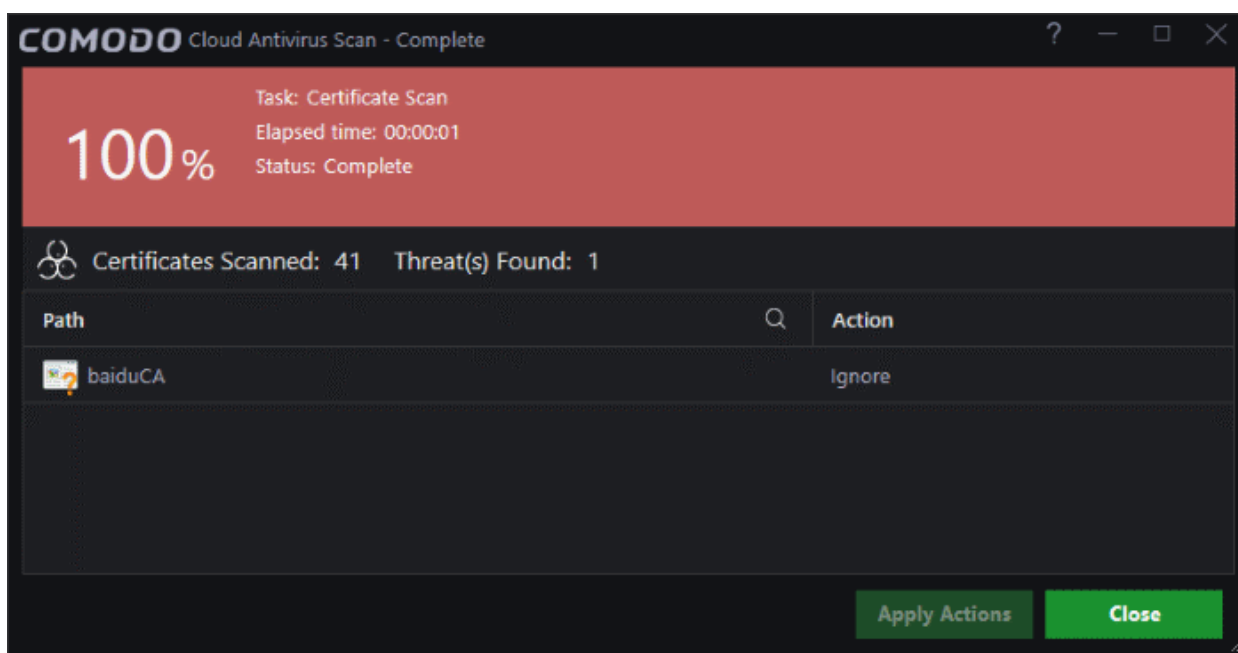 COMODO Cloud Antivirus Scan - Complete ?
100 %
Task: Certificate Scan
Elapsed time: 00:00:01
Status: Complete
Certificates Scanned: 41 Threat(s) Found: 1
Path Action
baiduCA Ignore
Apply Actions Close